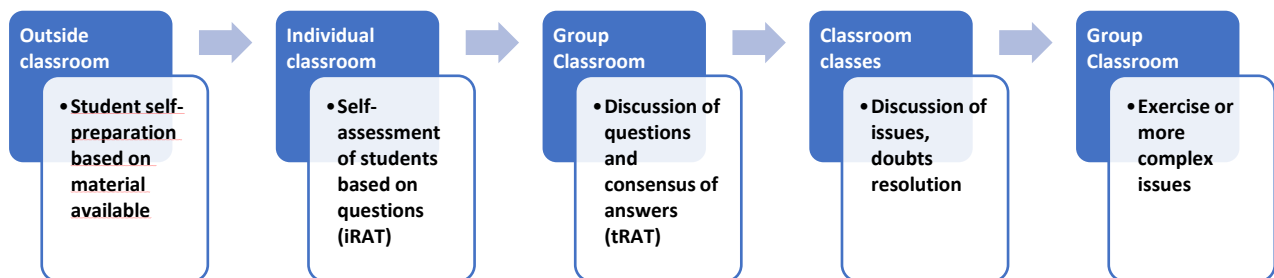 Outside
classroom
• Student self-
preparation
based on
material
available
Individual
classroom
• Self-
assessment
of students
based on
questions
(iRAT)
Group
Classroom
• Discussion of
questions
and
consensus of
answers
(tRAT)
Classroom
classes
• Discussion of
issues,
doubts
resolution
Group
Classroom
• Exercise or
more
complex
issues